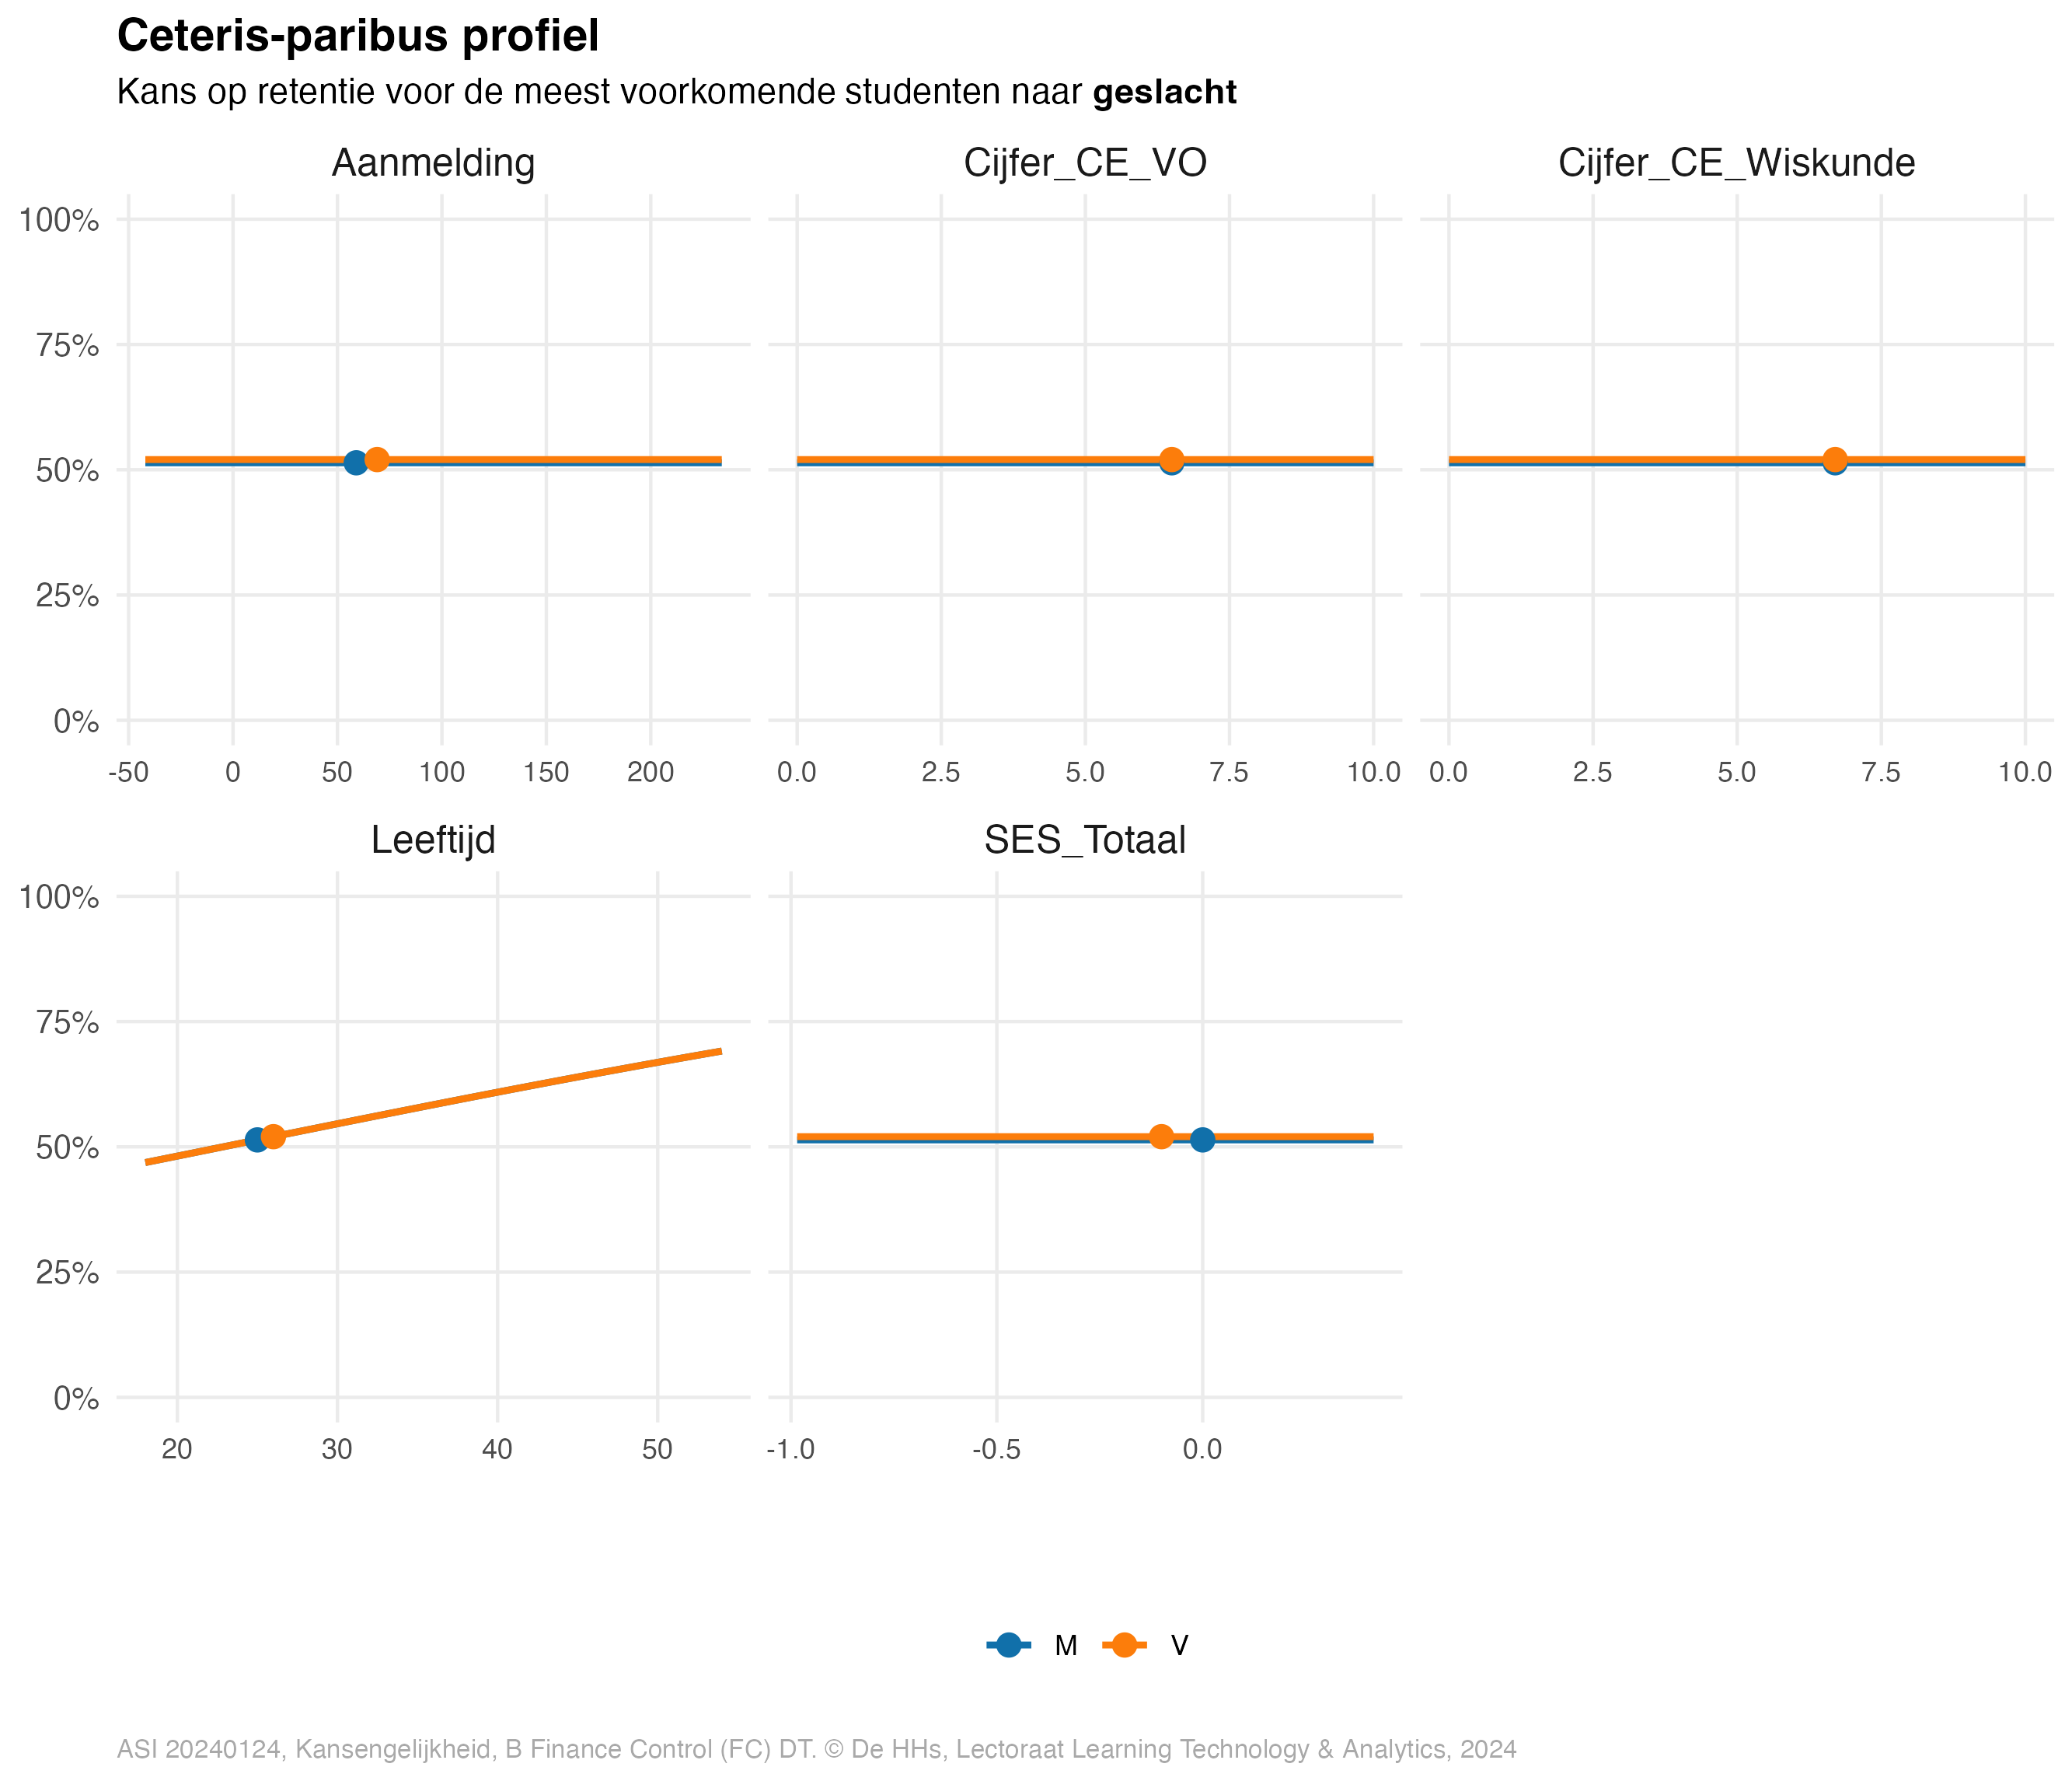 Ceteris-paribus profiel
Kans op retentie voor de meest voorkomende studenten naar geslacht
Aanmelding
Cijfer_CE_VO
Cijfer_CE_Wiskunde
100%
75%
50%
25%
0%
-50 0 50 100 150 200
0.0 2.5 5.0 7.5 10.0
0.0 2.5 5.0 7.5 10.0
Leeftijd
SES_Totaal
100%
75%
50%
25%
0%
20 30 40 50
-1.0 -0.5 0.0
M V
ASI 20240124, Kansengelijkheid, B Finance Control (FC) DT. © De HHs, Lectoraat Learning Technology & Analytics, 2024